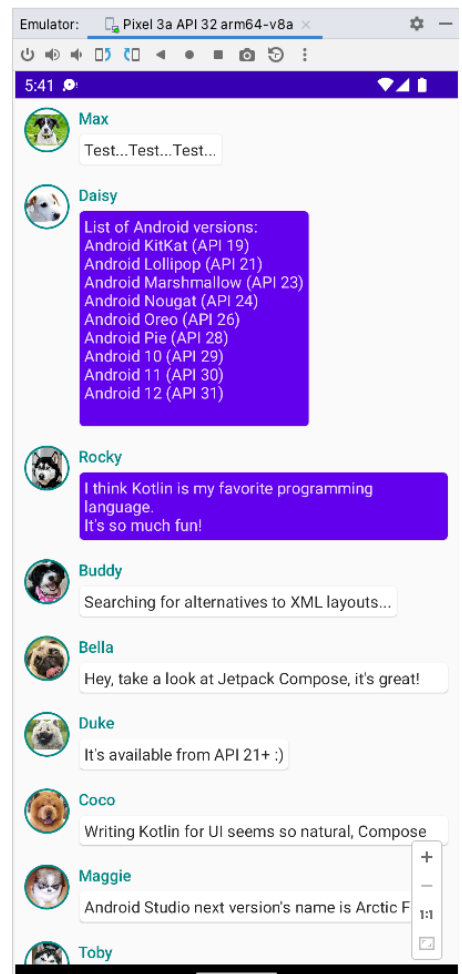 Emulator: Pixel 3a API 32 arm64-v8a
5:41
Max
Test...Test...Test...
Daisy
List of Android versions:
Android KitKat (API 19)
Android Lollipop (API 21)
Android Marshmallow (API 23)
Android Nougat (API 24)
Android Oreo (API 26)
Android Pie (API 28)
Android 10 (API 29)
Android 11 (API 30)
Android 12 (API 31)
Rocky
I think Kotlin is my favorite programming
language.
It's so much fun!
Buddy
Searching for alternatives to XML layouts...
Bella
Hey, take a look at Jetpack Compose, it's great!
Duke
It's available from API 21+ :)
Coco
Writing Kotlin for UI seems so natural, Compose
Maggie
Android Studio next version's name is Arctic F
1:1
Toby